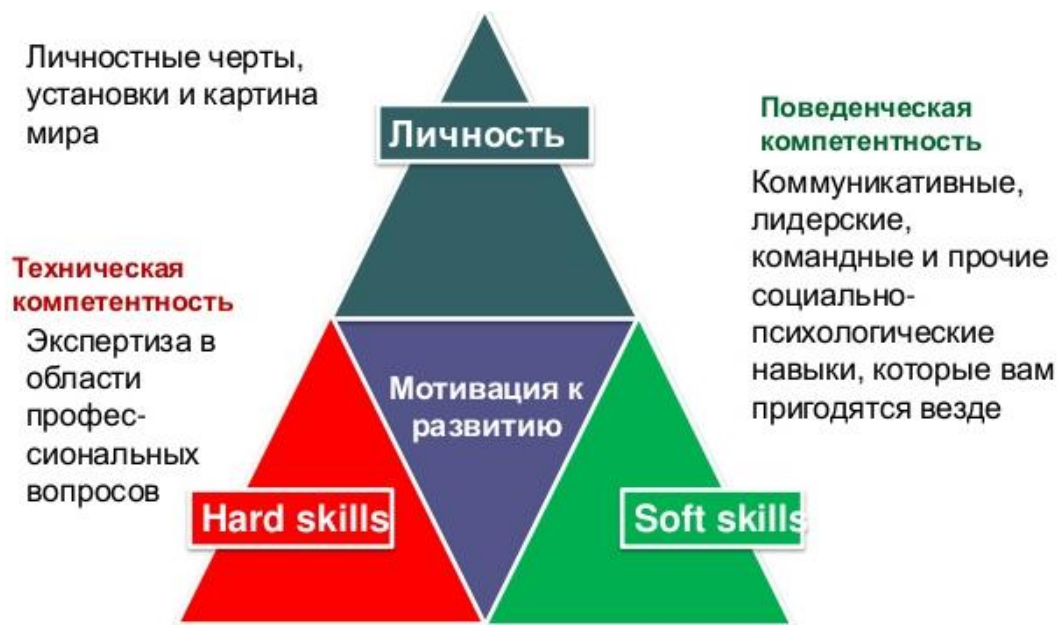 Личностные черты,
установки и картина
мира
Личность
Поведенческая
компетентность
Коммуникативные,
лидерские,
командные и прочие
социально-
психологические
навыки, которые вам
пригодятся везде
Техническая
компетентность
Экспертиза в
области
профес-
сиональных
вопросов
Мотивация к
развитию
Hard skills
Soft skills